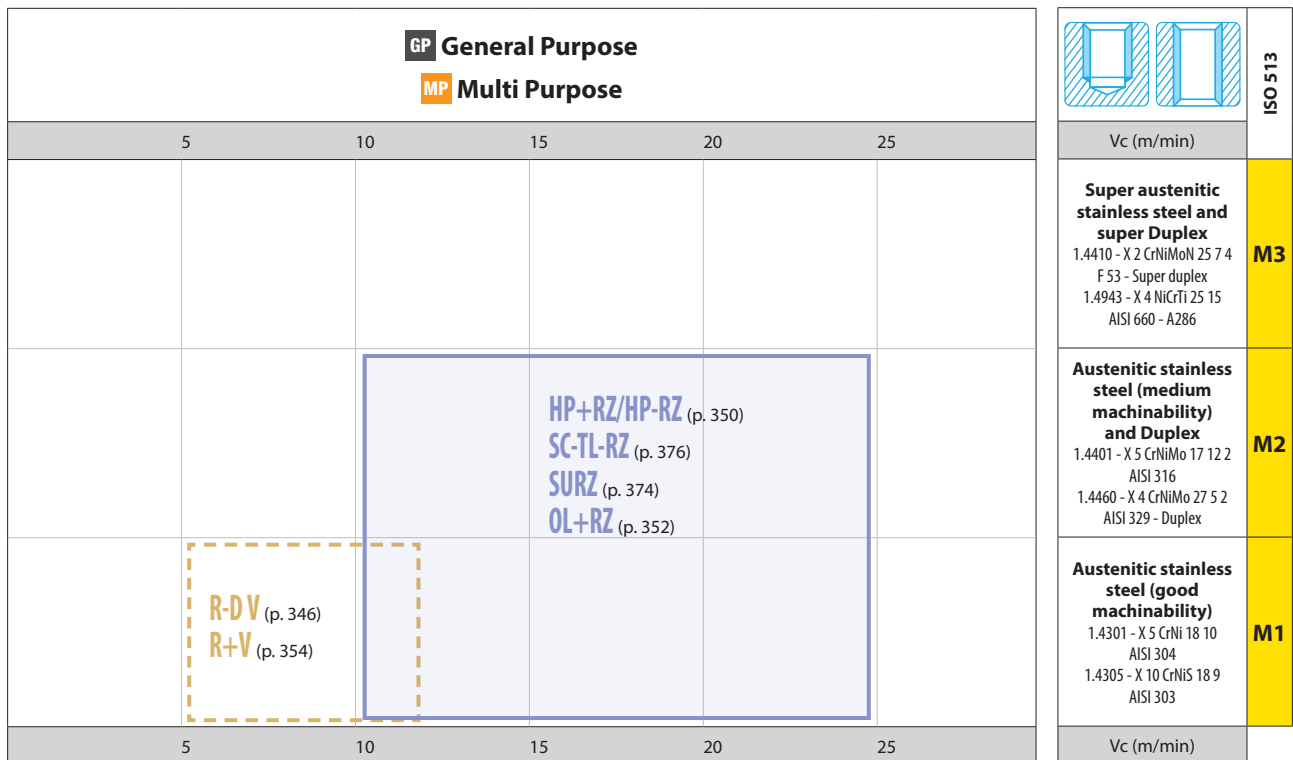 GP General Purpose
MP Multi Purpose
ISO 513
5 10 15 20 25
Vc (m/min)
Super austenitic
stainless steel and
super Duplex
1.4410 - X 2 CrNiMoN 25 7 4
F 53 - Super duplex
1.4943 - X 4 NiCrTi 25 15
AISI 660 - A286
M3
HP+RZ/HP-RZ (p. 350)
SC-TL-RZ (p. 376)
SURZ (p. 374)
OL+RZ (p. 352)
Austenitic stainless
steel (medium
machinability)
and Duplex
1.4401 - X 5 CrNiMo 17 12 2
AISI 316
1.4460 - X 4 CrNiMo 27 5 2
AISI 329 - Duplex
M2
R-D V (p. 346)
R+V (p. 354)
Austenitic stainless
steel (good
machinability)
1.4301 - X 5 CrNi 18 10
AISI 304
1.4305 - X 10 CrNiS 18 9
AISI 303
M1
5 10 15 20 25
Vc (m/min)